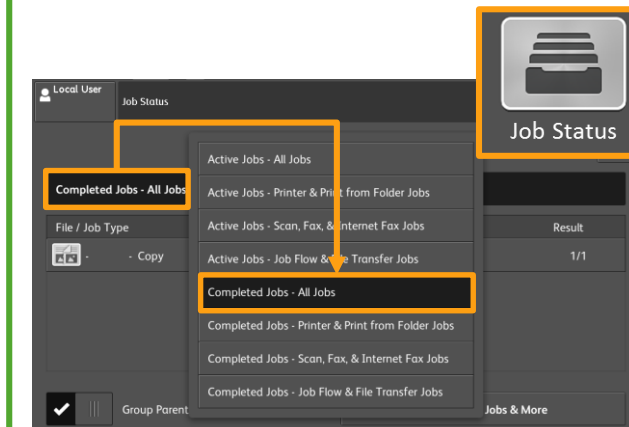 Local User
Job Status
Job Status
Completed Jobs - All Jobs
Active Jobs - All Jobs
Active Jobs - Printer & Print from Folder Jobs
Active Jobs - Scan, Fax, & Internet Fax Jobs
Active Jobs - Job Flow & File Transfer Jobs
Completed Jobs - All Jobs
Completed Jobs - Printer & Print from Folder Jobs
Completed Jobs - Scan, Fax, & Internet Fax Jobs
Completed Jobs - Job Flow & File Transfer Jobs
File / Job Type Result
- - Copy 1/1
Group Parent Jobs & More